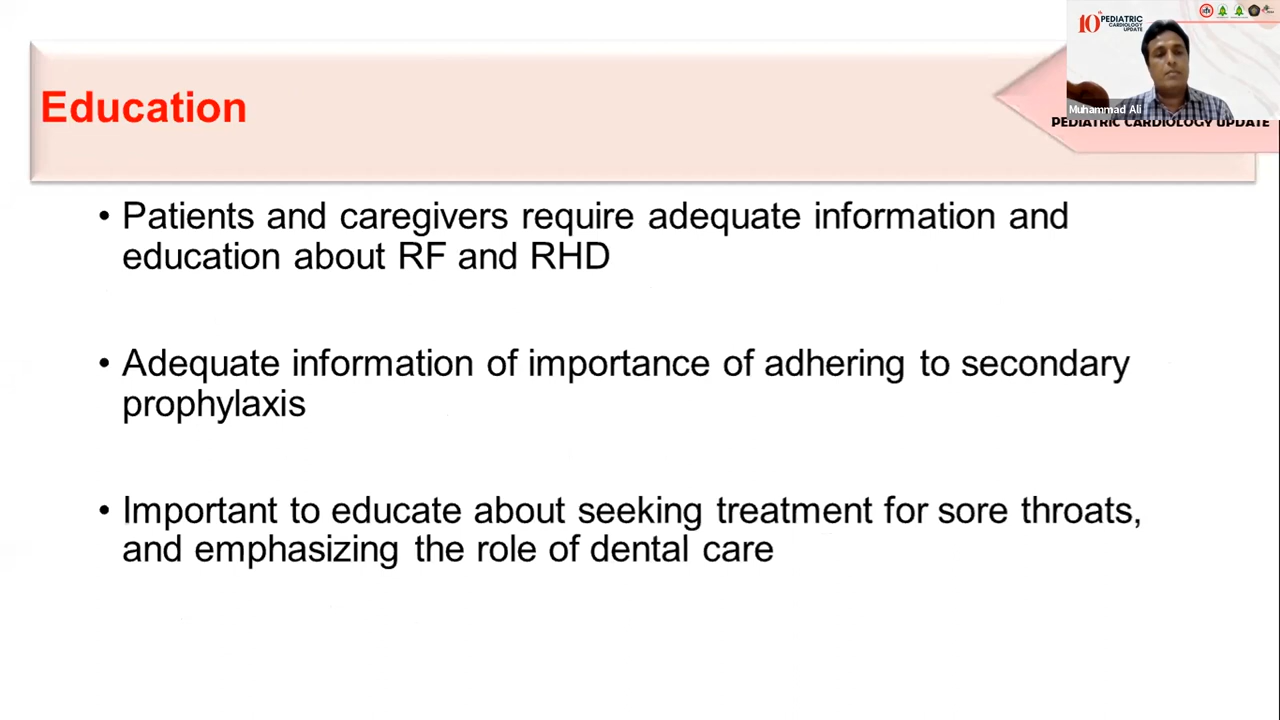 10th PEDIATRIC
CARDIOLOGY
UPDATE
Muhammad Ali
PEDIATRIC CARDIOLOGY UPDATE
Education
• Patients and caregivers require adequate information and
education about RF and RHD
• Adequate information of importance of adhering to secondary
prophylaxis
• Important to educate about seeking treatment for sore throats,
and emphasizing the role of dental care